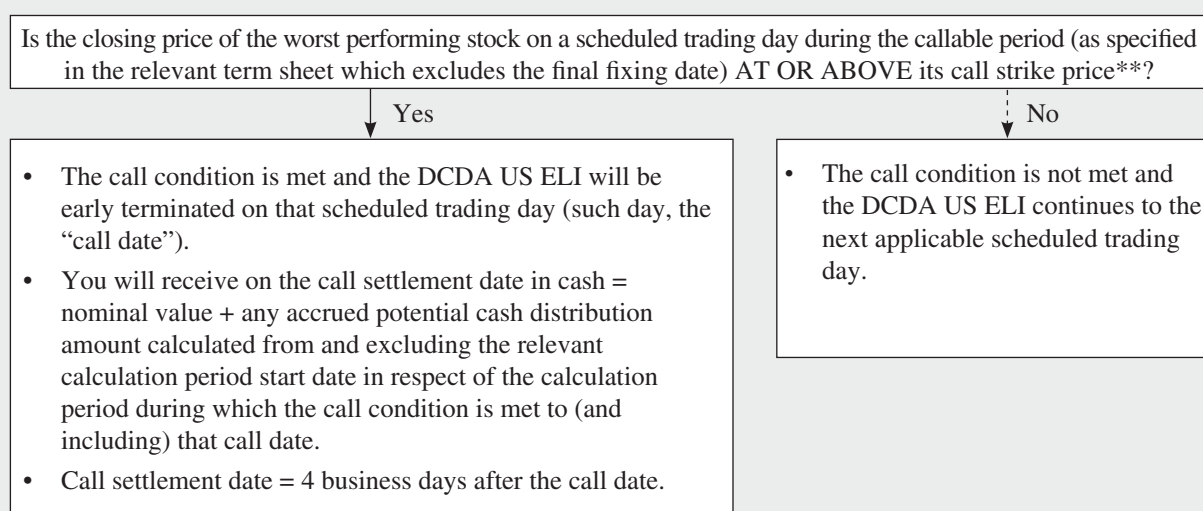 Is the closing price of the worst performing stock on a scheduled trading day during the callable period (as specified
in the relevant term sheet which excludes the final fixing date) AT OR ABOVE its call strike price**?
Yes
No
• The call condition is met and the DCDA US ELI will be
early terminated on that scheduled trading day (such day, the
“call date”).
• You will receive on the call settlement date in cash =
nominal value + any accrued potential cash distribution
amount calculated from and excluding the relevant
calculation period start date in respect of the calculation
period during which the call condition is met to (and
including) that call date.
• Call settlement date = 4 business days after the call date.
• The call condition is not met and
the DCDA US ELI continues to the
next applicable scheduled trading
day.